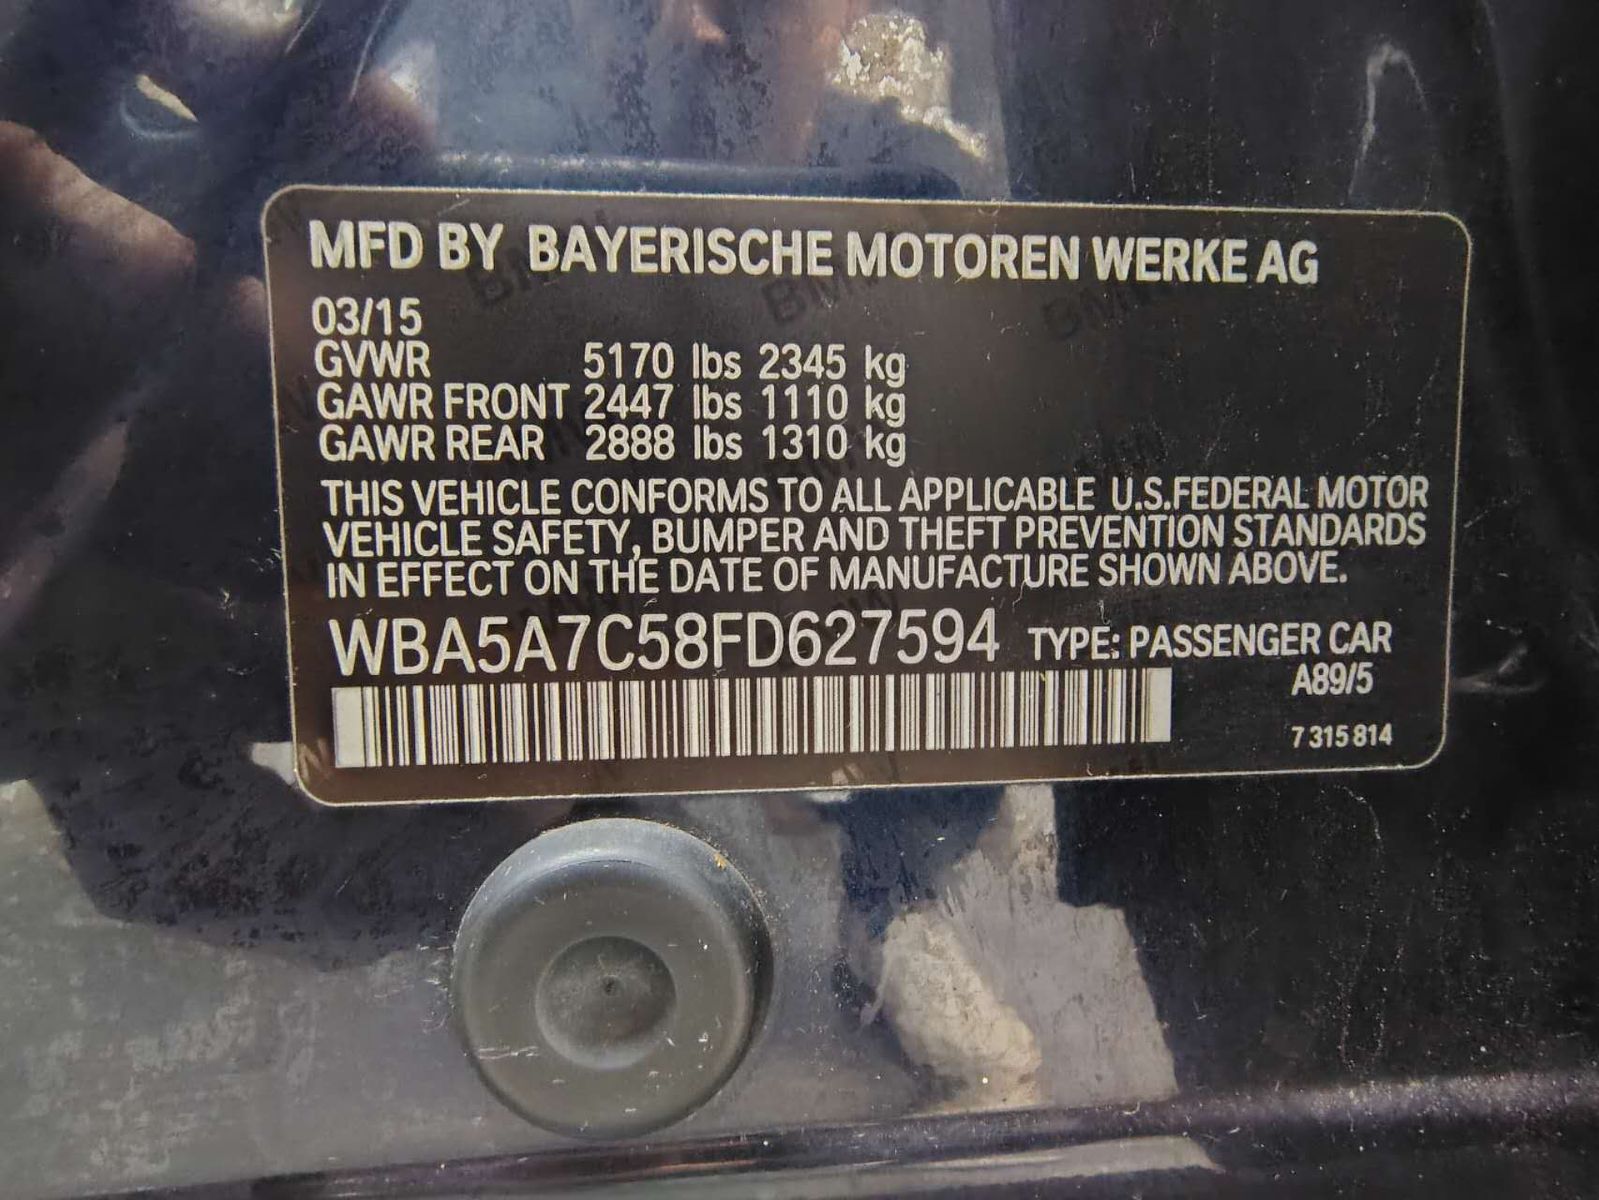 MFD BY BAYERISCHE MOTOREN WERKE AG
03/15
GVWR 5170 lbs 2345 kg
GAWR FRONT 2447 lbs 1110 kg
GAWR REAR 2888 lbs 1310 kg
THIS VEHICLE CONFORMS TO ALL APPLICABLE U.S.FEDERAL MOTOR
VEHICLE SAFETY, BUMPER AND THEFT PREVENTION STANDARDS
IN EFFECT ON THE DATE OF MANUFACTURE SHOWN ABOVE.
WBA5A7C58FD627594 TYPE: PASSENGER CAR
A89/5
7 315 814